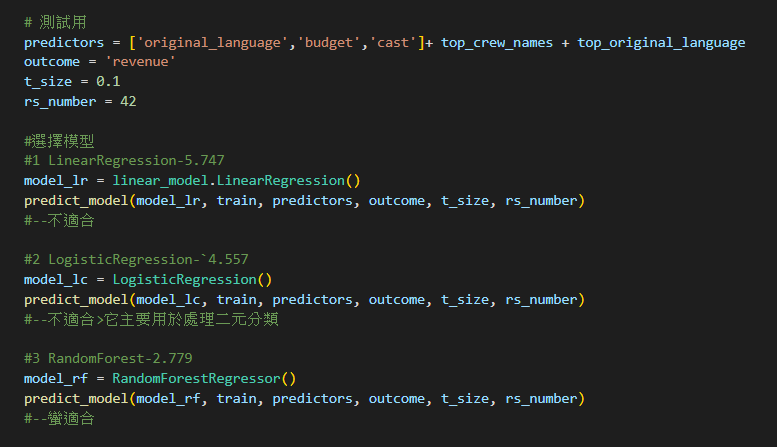 # 測試用
predictors = ['original_language','budget','cast']+ top_crew_names + top_original_language
outcome = 'revenue'
t_size = 0.1
rs_number = 42
#選擇模型
#1 LinearRegression-5.747
model_lr = linear_model.LinearRegression()
predict_model(model_lr, train, predictors, outcome, t_size, rs_number)
#--不適合
#2 LogisticRegression-`4.557
model_lc = LogisticRegression()
predict_model(model_lc, train, predictors, outcome, t_size, rs_number)
#--不適合>它主要用於處理二元分類
#3 RandomForest-2.779
model_rf = RandomForestRegressor()
predict_model(model_rf, train, predictors, outcome, t_size, rs_number)
#--蠻適合